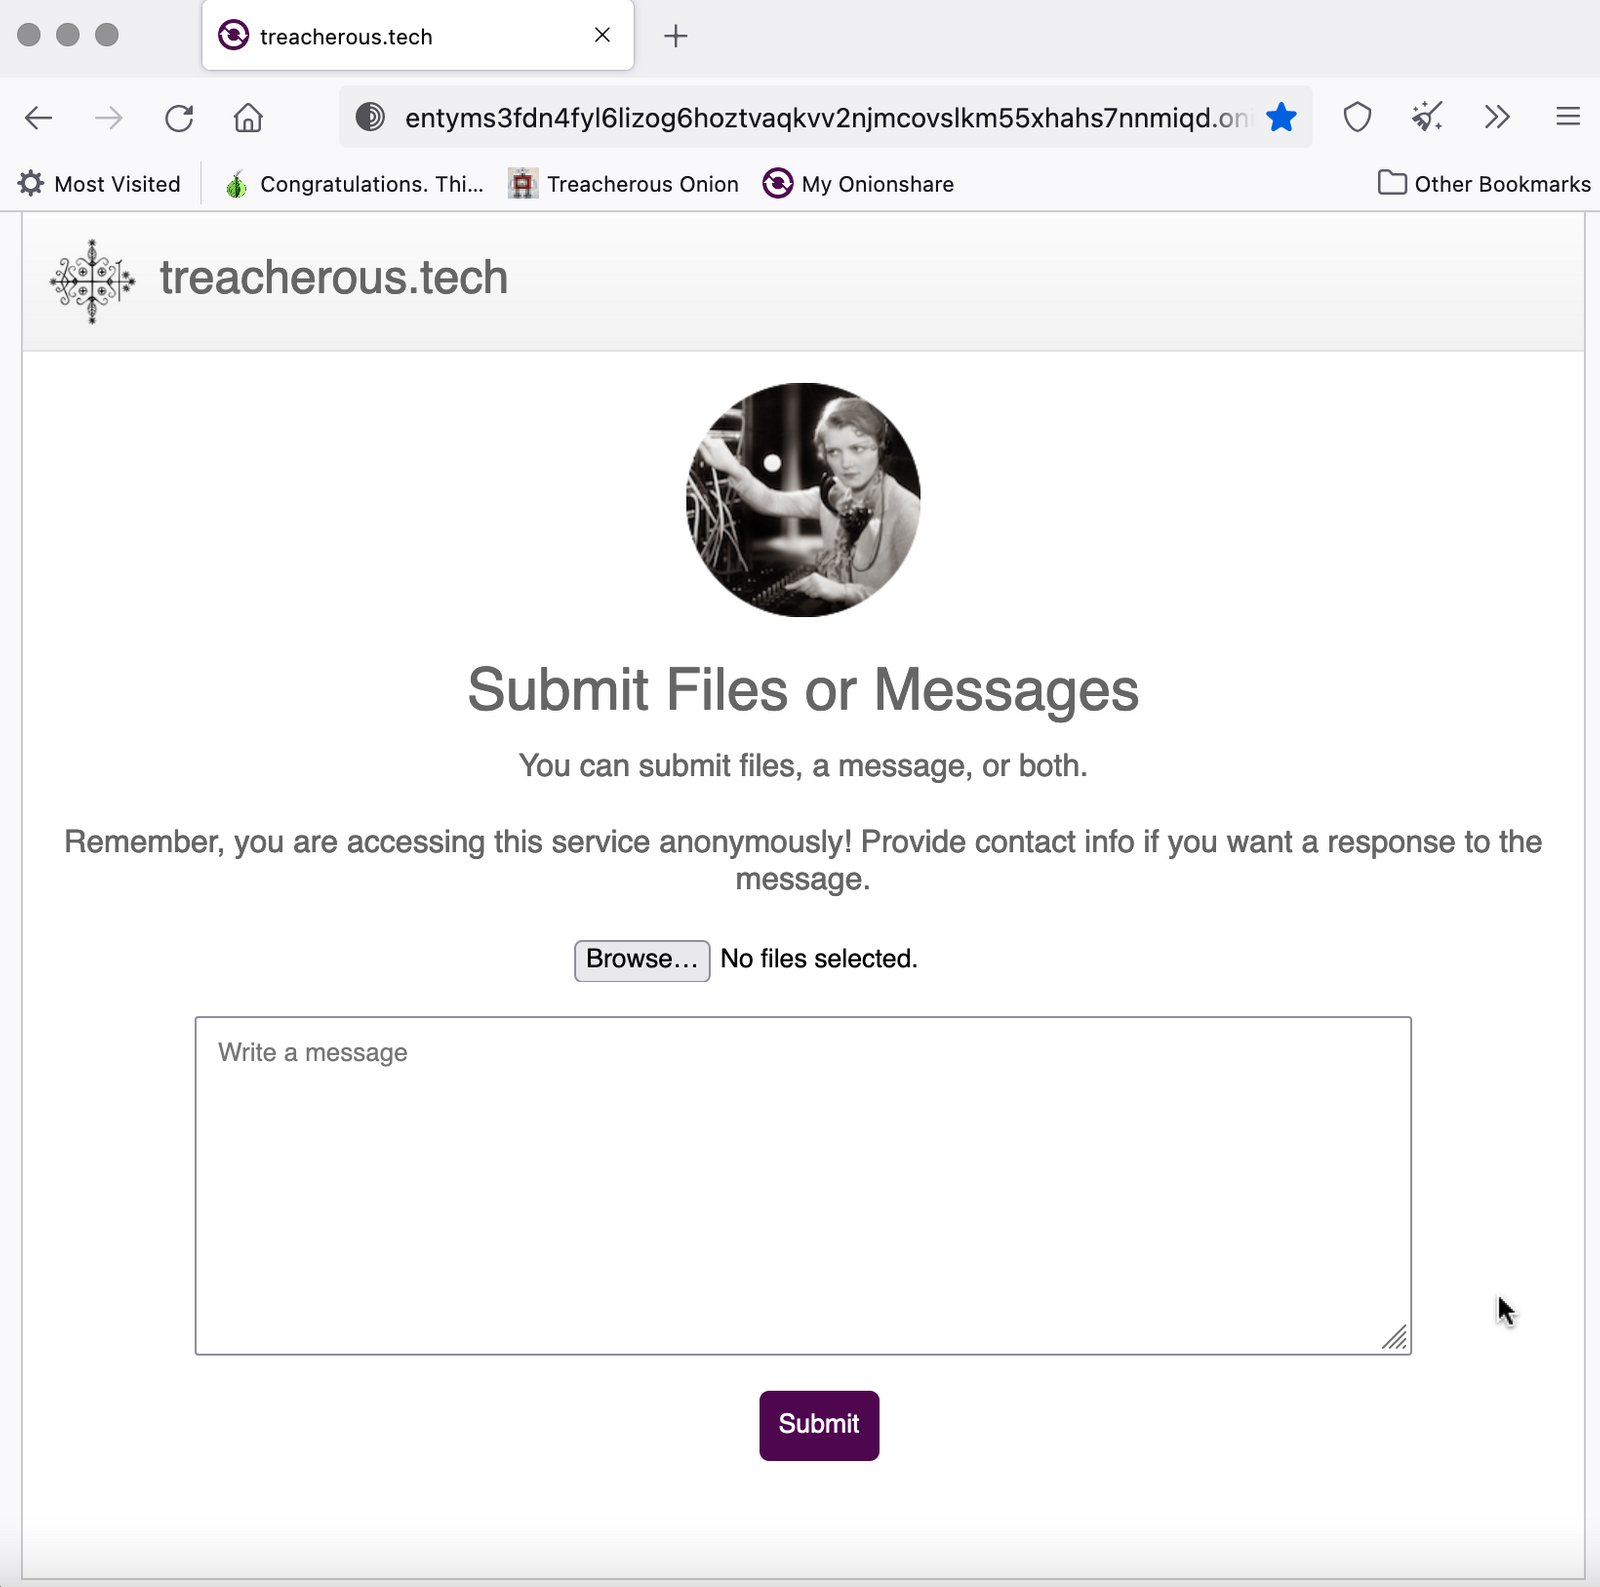 treacherous.tech
entyms3fdn4fyl6lizog6hoztvaqkvv2njmcovslkm55xhahs7nnmiqd.oni
Most Visited Congratulations. Thi... Treacherous Onion My Onionshare Other Bookmarks
treacherous.tech
Submit Files or Messages
You can submit files, a message, or both.
Remember, you are accessing this service anonymously! Provide contact info if you want a response to the
message.
Browse... No files selected.
Write a message
Submit